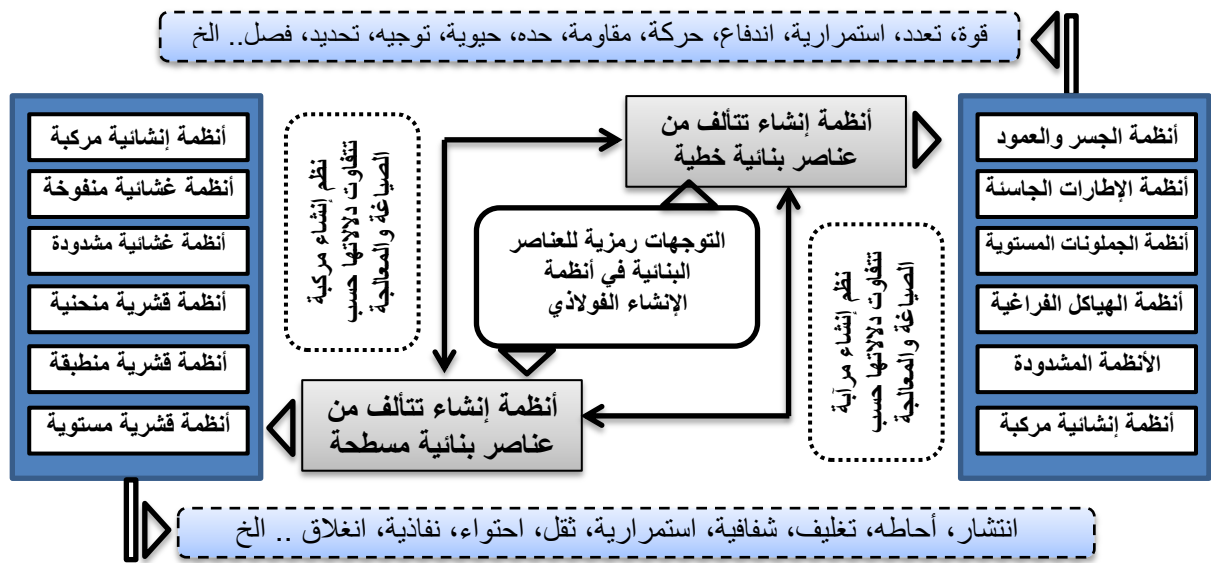 قوة، تعدد، استمرارية، اندفاع، حركة، مقاومة، حده، حيوية، توجيه، تحديد، فصل.. الخ
أنظمة إنشاء تتألف من
عناصر بنائية خطية
أنظمة الجسر والعمود
أنظمة الإطارات الجاسئة
أنظمة الجملونات المستوية
أنظمة الهياكل الفراغية
الأنظمة المشدودة
أنظمة إنشائية مركبة
نظم إنشاء مرآبة
تتفاوت دلالاتها حسب
الصياغة والمعالجة
التوجهات رمزية للعناصر
البنائية في أنظمة
الإنشاء الفولاذي
نظم إنشاء مركبة
تتفاوت دلالاتها حسب
الصياغة والمعالجة
أنظمة إنشاء تتألف من
عناصر بنائية مسطحة
أنظمة إنشائية مركبة
أنظمة غشائية منفوخة
أنظمة غشائية مشدودة
أنظمة قشرية منحنية
أنظمة قشرية منطبقة
أنظمة قشرية مستوية
انتشار، أحاطه، تغليف، شفافية، استمرارية، ثقل، احتواء، نفاذية، انغلاق .. الخ